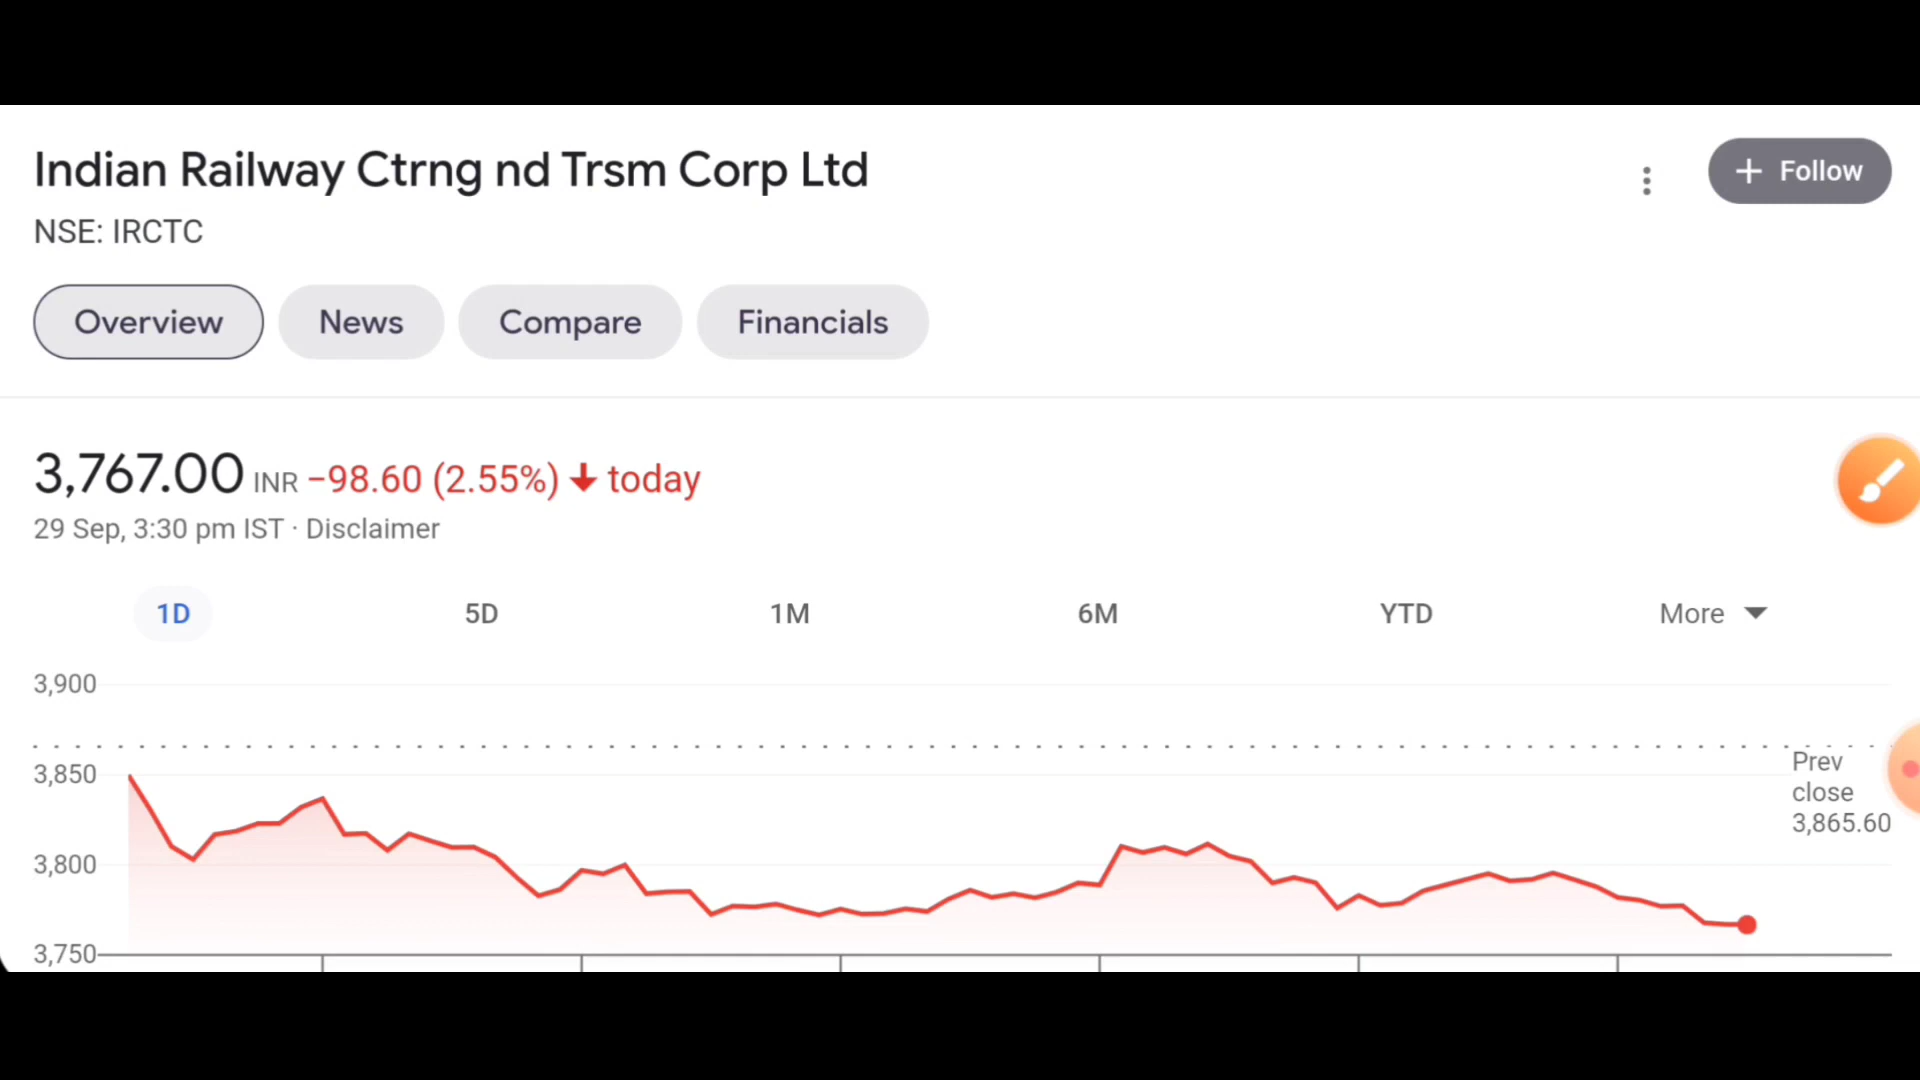 Indian Railway Ctrng nd Trsm Corp Ltd
+ Follow
NSE: IRCTC
Overview News Compare Financials
3,767.00 INR −98.60 (2.55%) ↓ today
29 Sep, 3:30 pm IST · Disclaimer
1D 5D 1M 6M YTD More
3,900
3,850
3,800
3,750
Prev
close
3,865.60